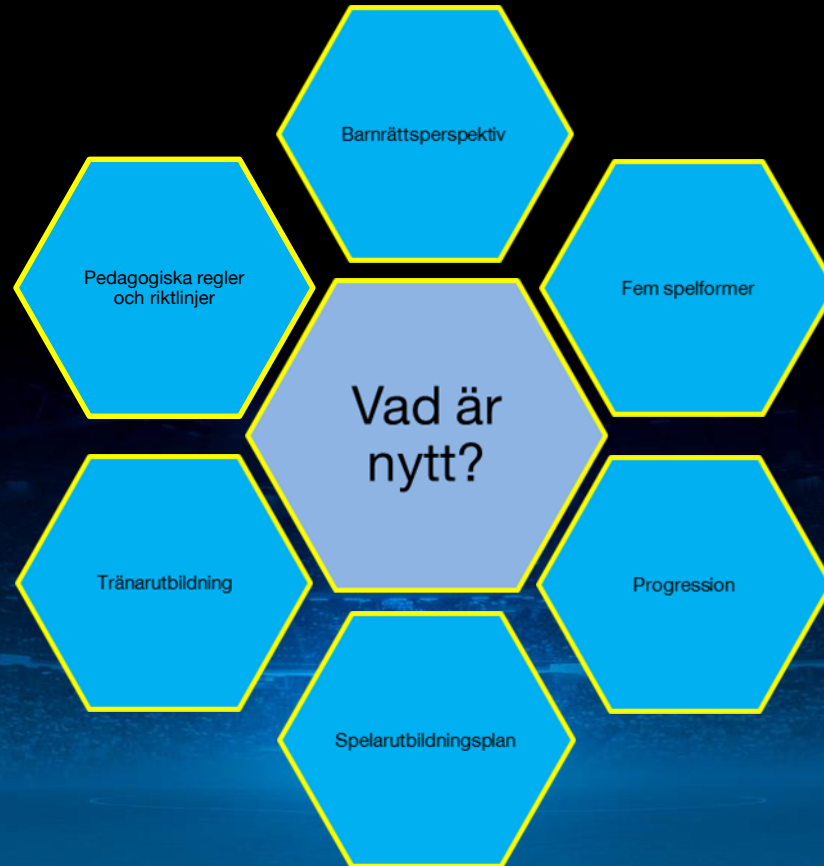 Barnrättsperspektiv
Pedagogiska regler
och riktlinjer
Fem spelformer
Vad är
nytt?
Tränarutbildning
Progression
Spelarutbildningsplan